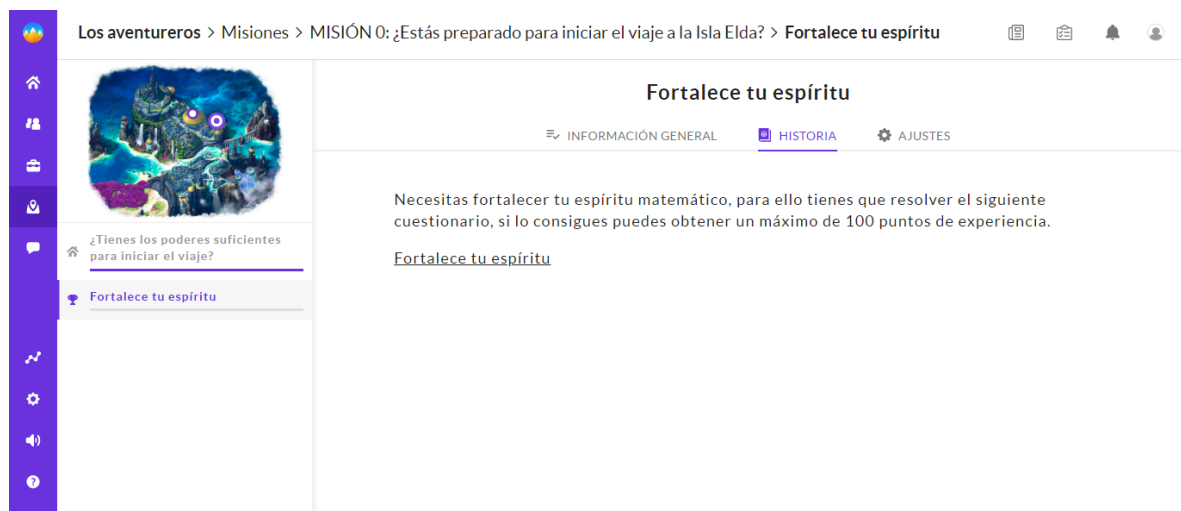 Los aventureros > Misiones > MISIÓN 0: ¿Estás preparado para iniciar el viaje a la Isla Elda? > Fortalece tu espíritu
¿Tienes los poderes suficientes
para iniciar el viaje?
Fortalece tu espíritu
Fortalece tu espíritu
INFORMACIÓN GENERAL HISTORIA AJUSTES
Necesitas fortalecer tu espíritu matemático, para ello tienes que resolver el siguiente
cuestionario, si lo consigues puedes obtener un máximo de 100 puntos de experiencia.
Fortalece tu espíritu